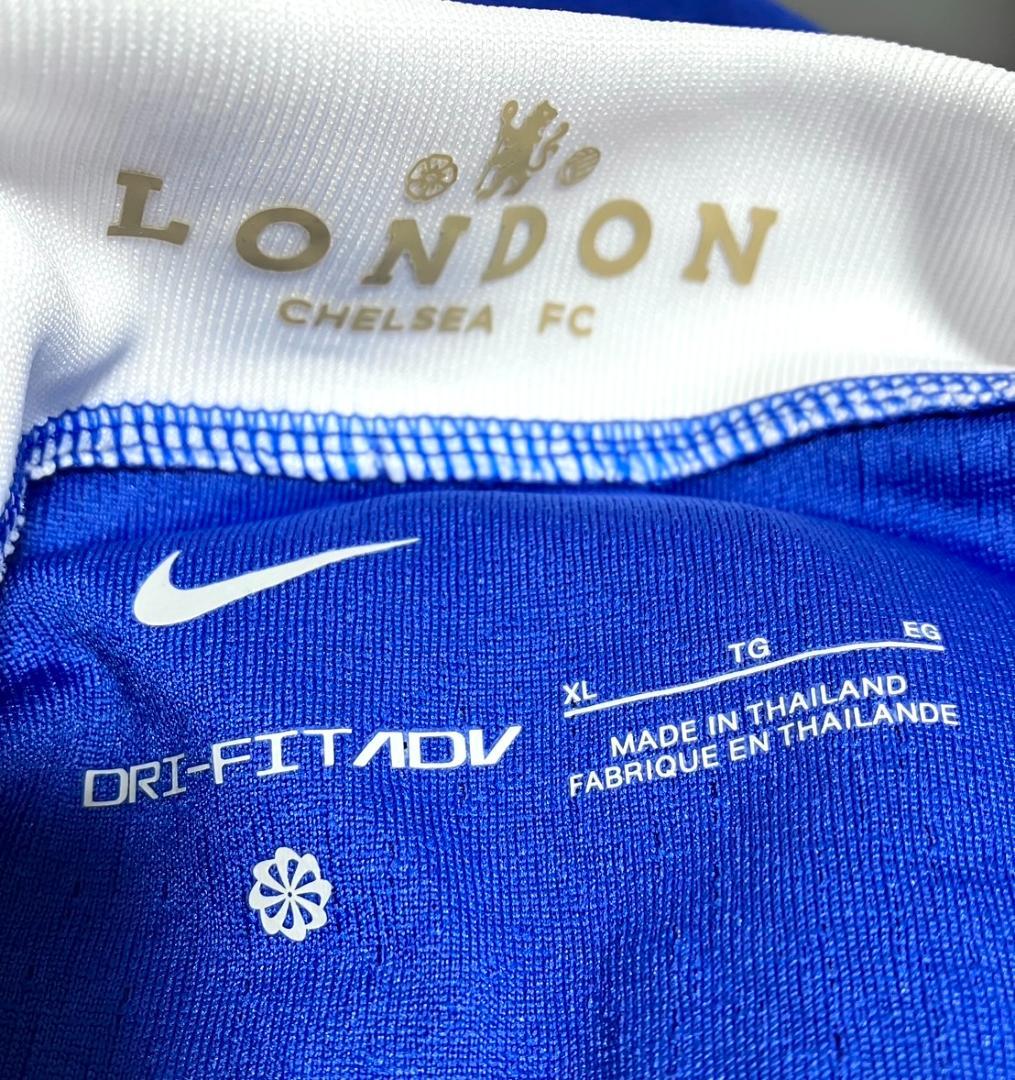 LONDON
CHELSEA FC
XL TG EG
DRI-FIT ADV
MADE IN THAILAND
FABRIQUE EN THAILANDE